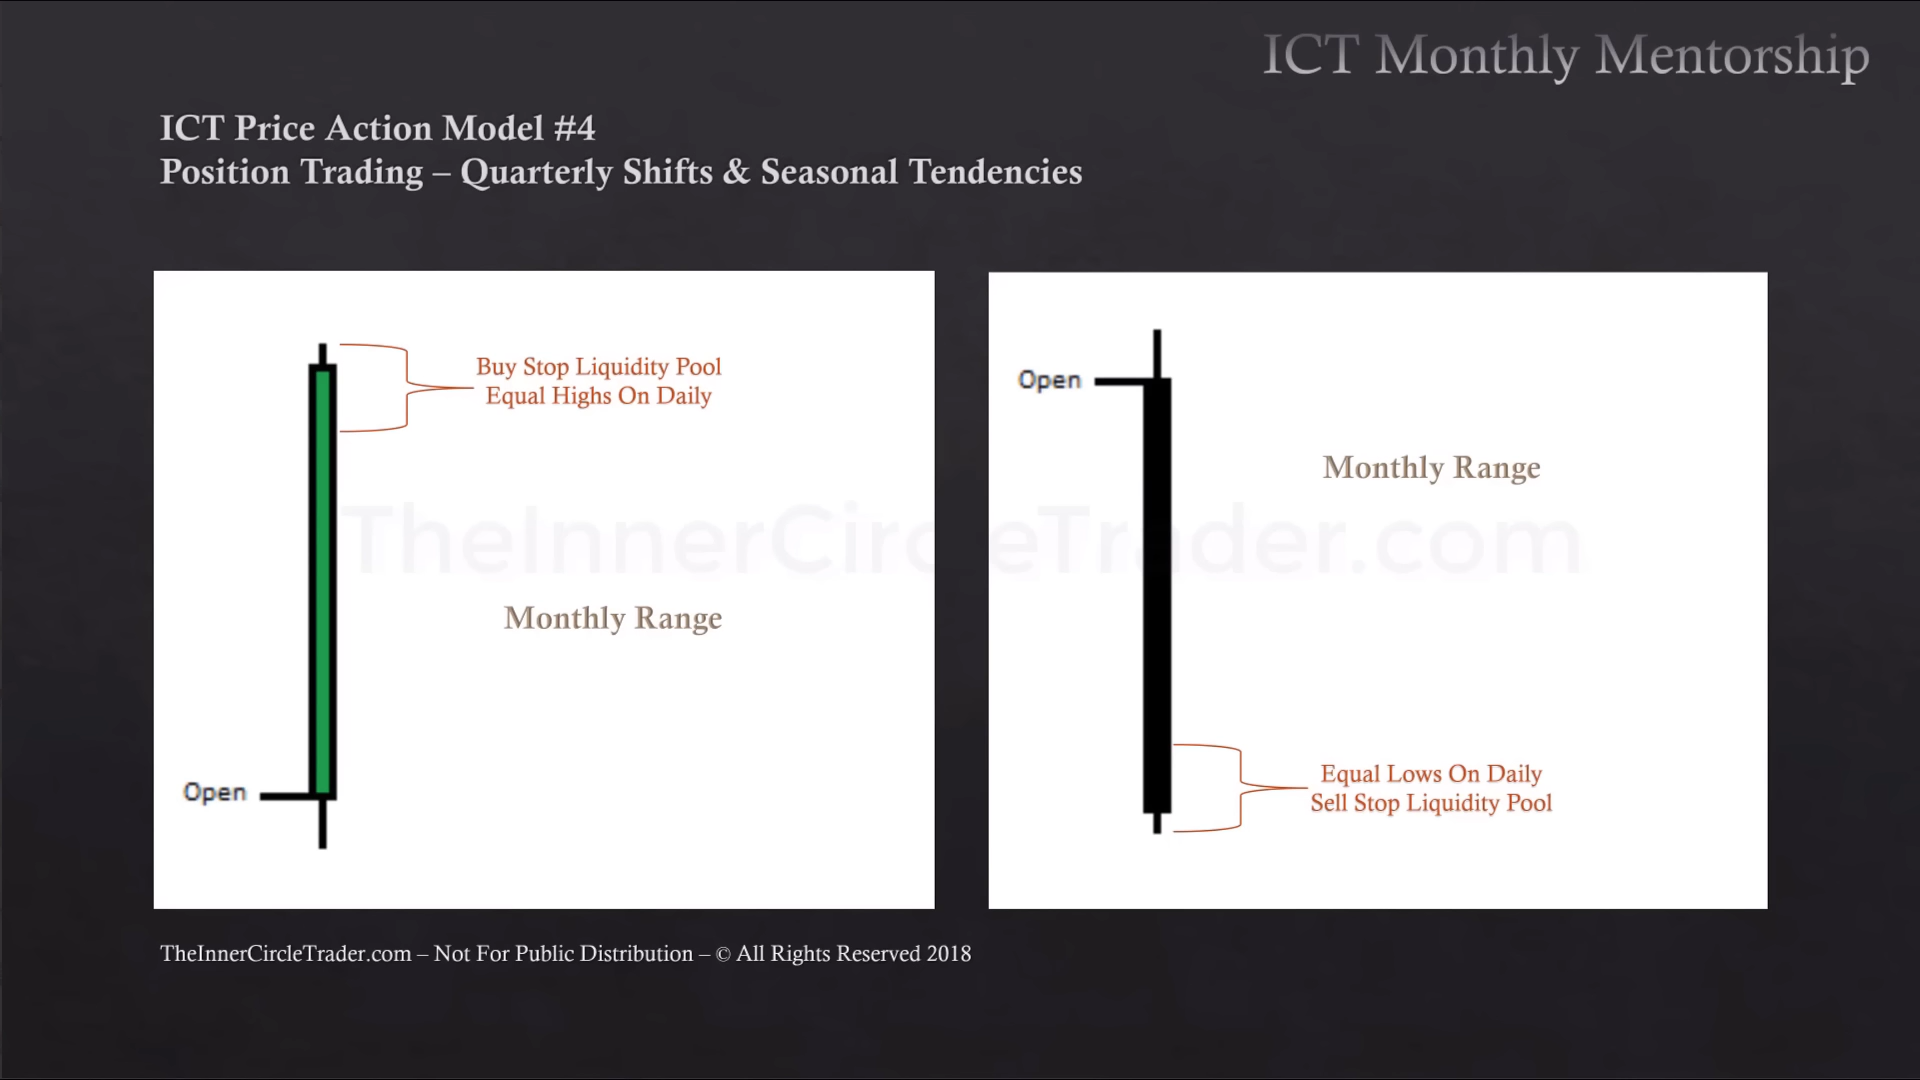 ICT Monthly Mentorship
ICT Price Action Model #4
Position Trading – Quarterly Shifts & Seasonal Tendencies
Buy Stop Liquidity Pool
Equal Highs On Daily
Monthly Range
Open
Open
Monthly Range
Equal Lows On Daily
Sell Stop Liquidity Pool
TheInnerCircleTrader.com
TheInnerCircleTrader.com – Not For Public Distribution – © All Rights Reserved 2018